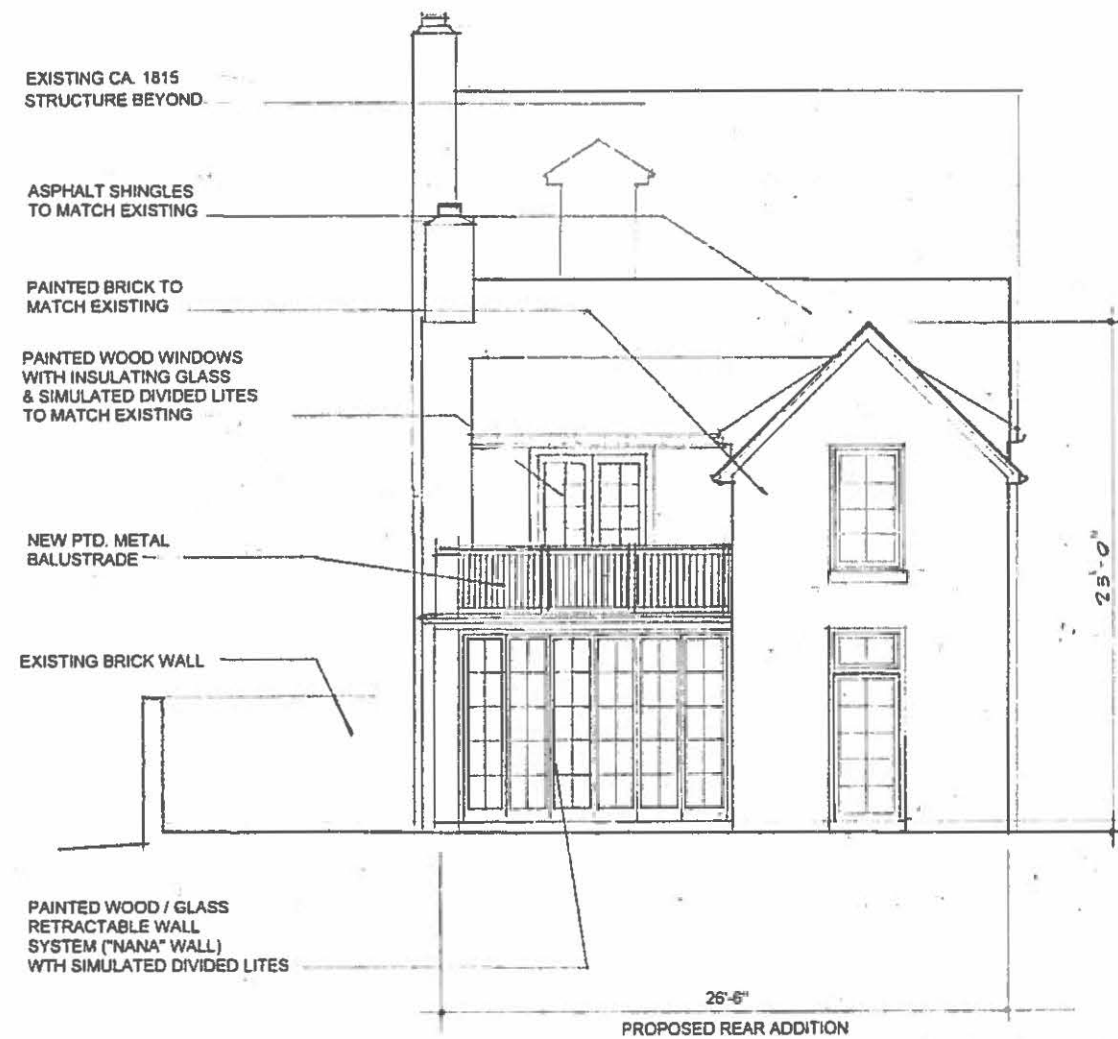 EXISTING CA. 1815
STRUCTURE BEYOND
ASPHALT SHINGLES
TO MATCH EXISTING
PAINTED BRICK TO
MATCH EXISTING
PAINTED WOOD WINDOWS
WITH INSULATING GLASS
& SIMULATED DIVIDED LITES
TO MATCH EXISTING
NEW PTD. METAL
BALUSTRADE
23'-0"
EXISTING BRICK WALL
PAINTED WOOD / GLASS
RETRACTABLE WALL
SYSTEM ("NANA" WALL)
WTH SIMULATED DIVIDED LITES
26'-6"
PROPOSED REAR ADDITION